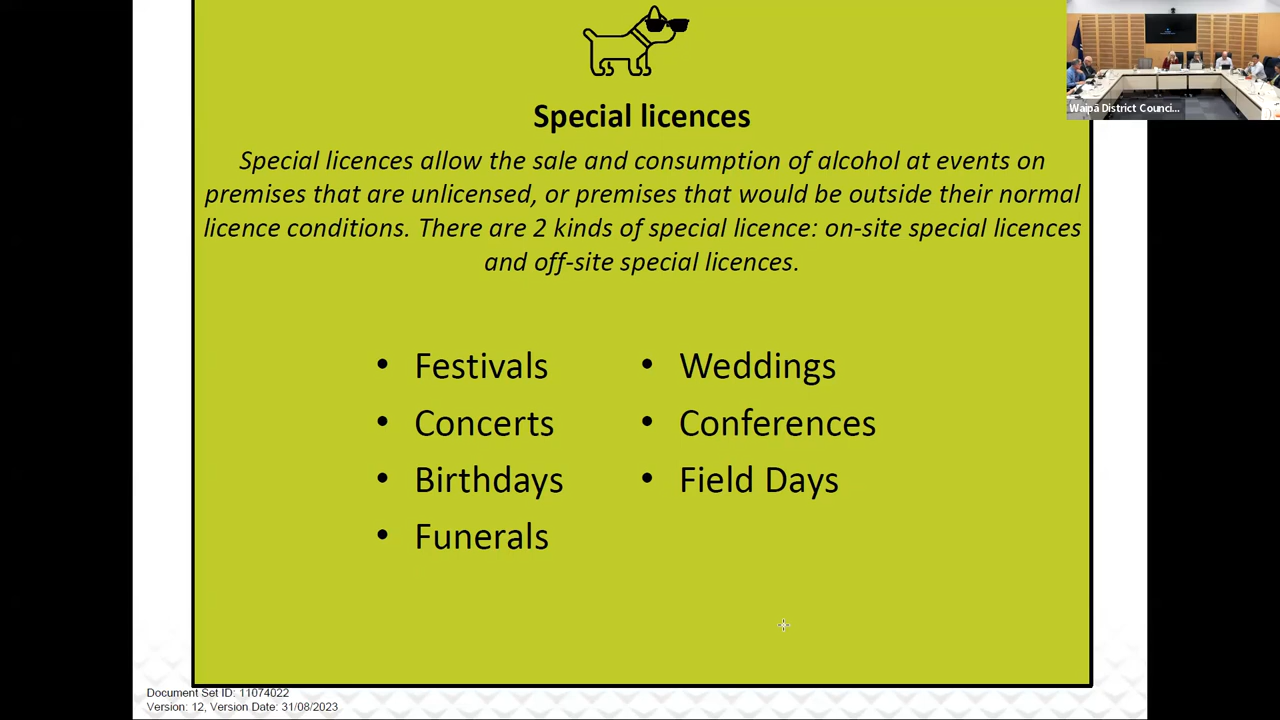 Special licences
Special licences allow the sale and consumption of alcohol at events on
premises that are unlicensed, or premises that would be outside their normal
licence conditions. There are 2 kinds of special licence: on-site special licences
and off-site special licences.
• Festivals
• Concerts
• Birthdays
• Funerals
• Weddings
• Conferences
• Field Days
Waipā District Counci...
Document Set ID: 11074022
Version: 12, Version Date: 31/08/2023